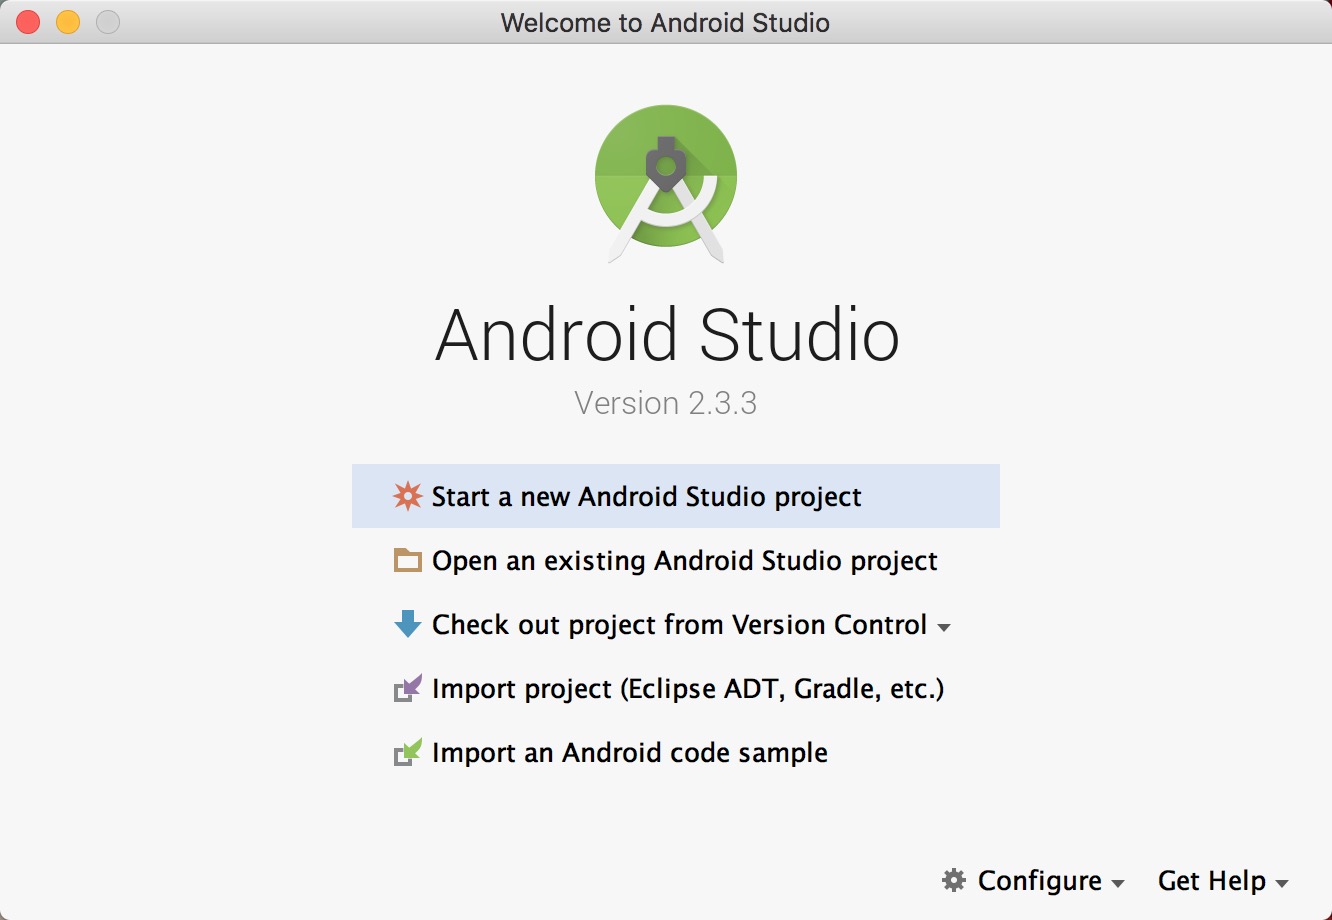 Welcome to Android Studio
Android Studio
Version 2.3.3
Start a new Android Studio project
Open an existing Android Studio project
Check out project from Version Control
Import project (Eclipse ADT, Gradle, etc.)
Import an Android code sample
Configure Get Help